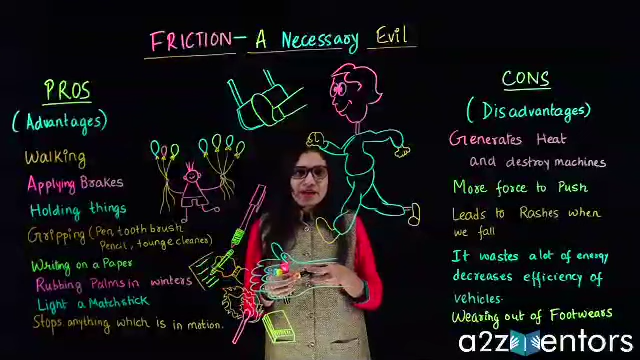 FRICTION - A Necessary Evil
PROS
(Advantages)
Walking
Applying Brakes
Holding things
Gripping (Pen, tooth brush
Pencil, tounge cleaner)
Writing on a Paper
Rubbing Palms in winters
Light a Matchstick
Stops anything which is in motion.
CONS
(Disadvantages)
Generates Heat
and destroy machines
More force to Push
Leads to Rashes when
we fall
It wastes a lot of energy
decreases efficiency of
vehicles.
Wearing out of Footwears
a2zmentors